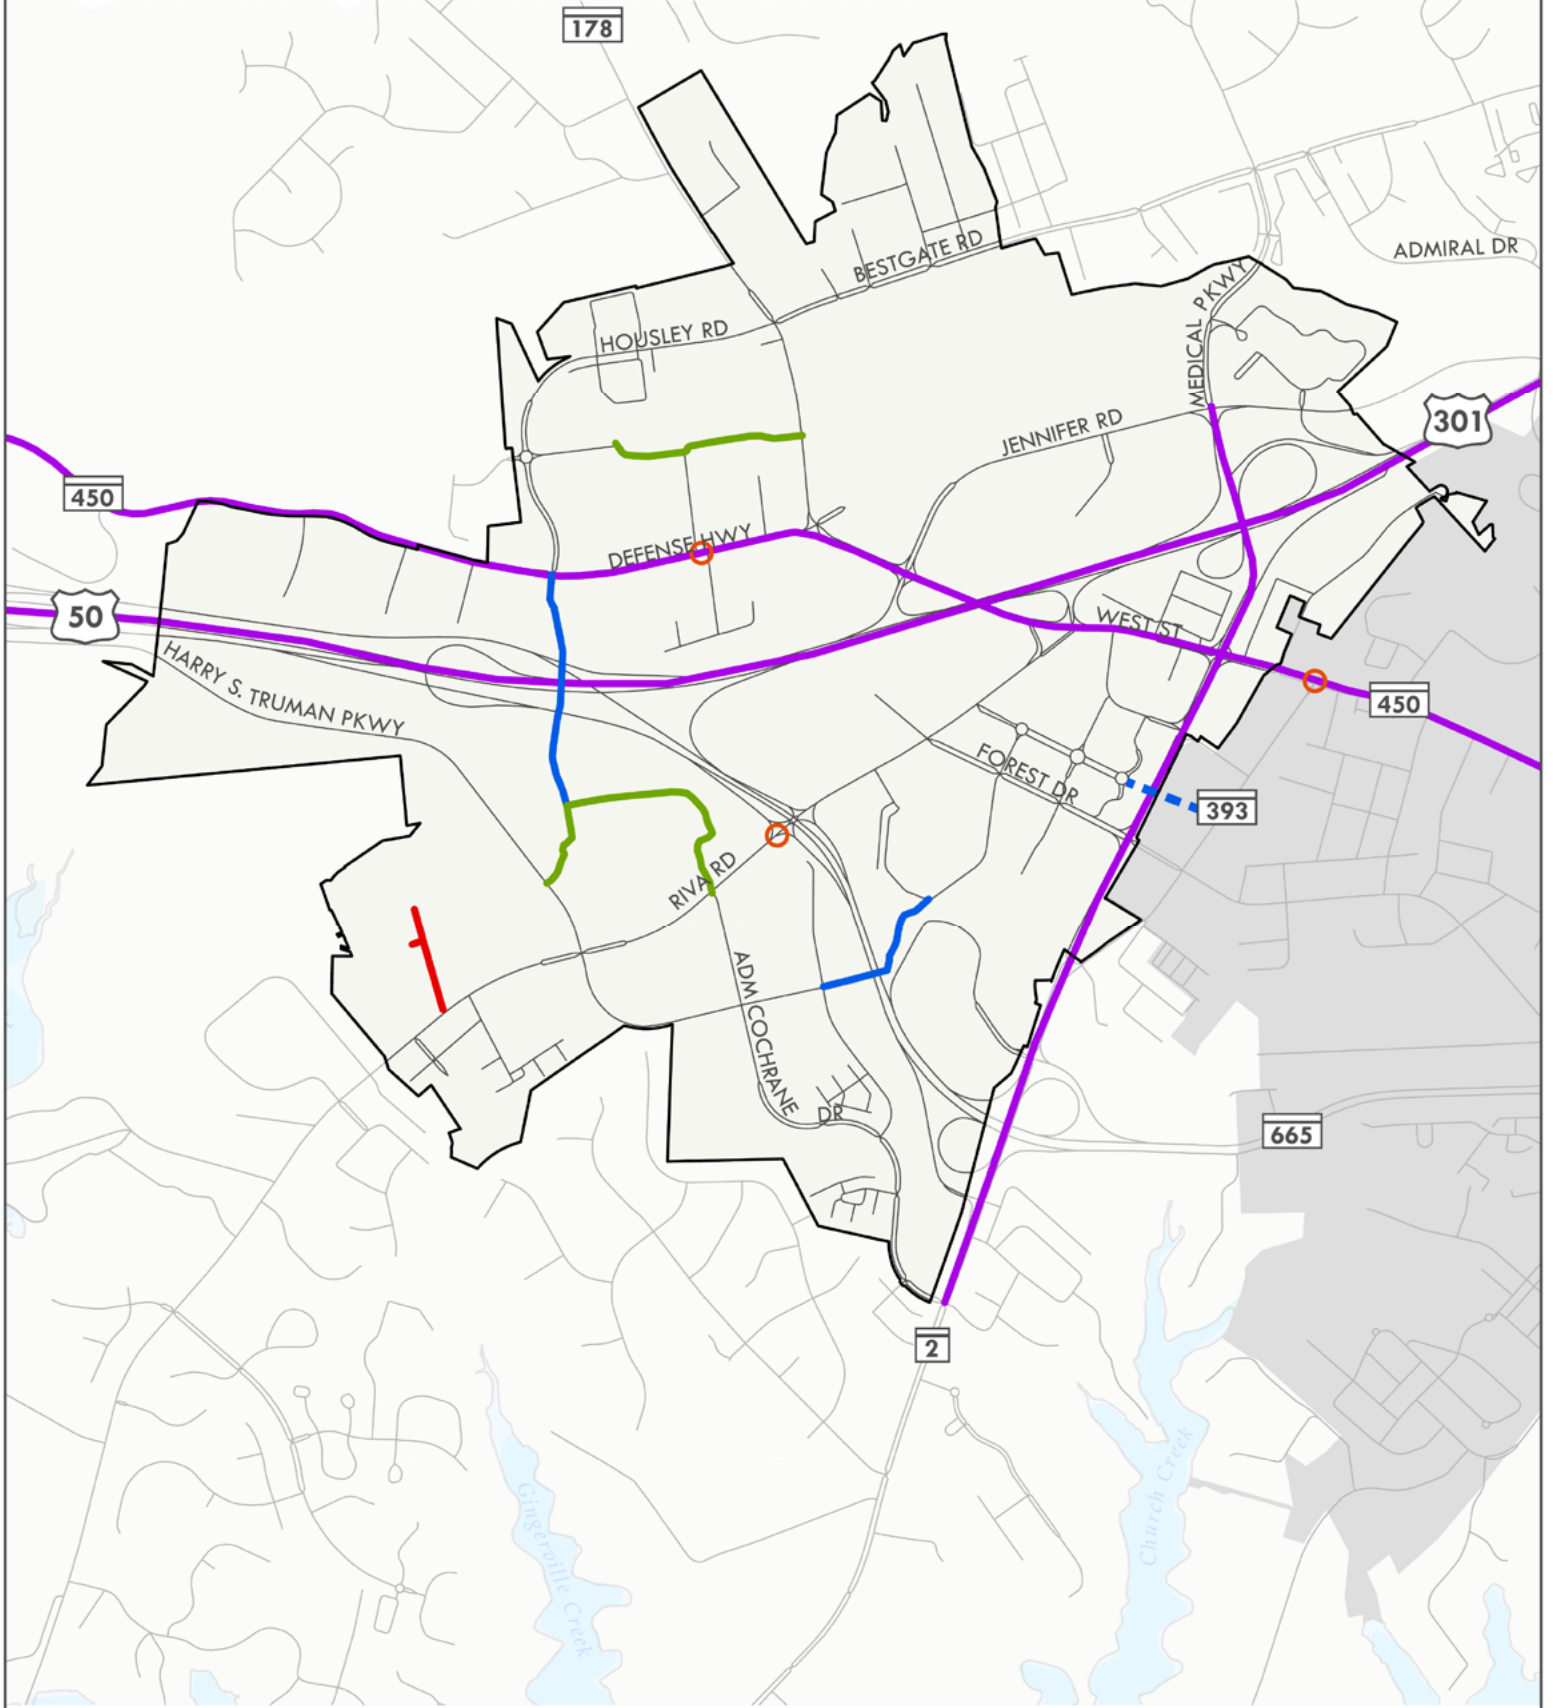 178
BESTGATE RD
ADMIRAL DR
MEDICAL PKWY
HOUSLEY RD
301
JENNIFER RD
450
DEFENSE HWY
50
WEST ST
HARRY S. TRUMAN PKWY
450
FOREST DR
393
RIVA RD
ADM COCHRANE DR
665
2
Gingerville Creek
Church Creek